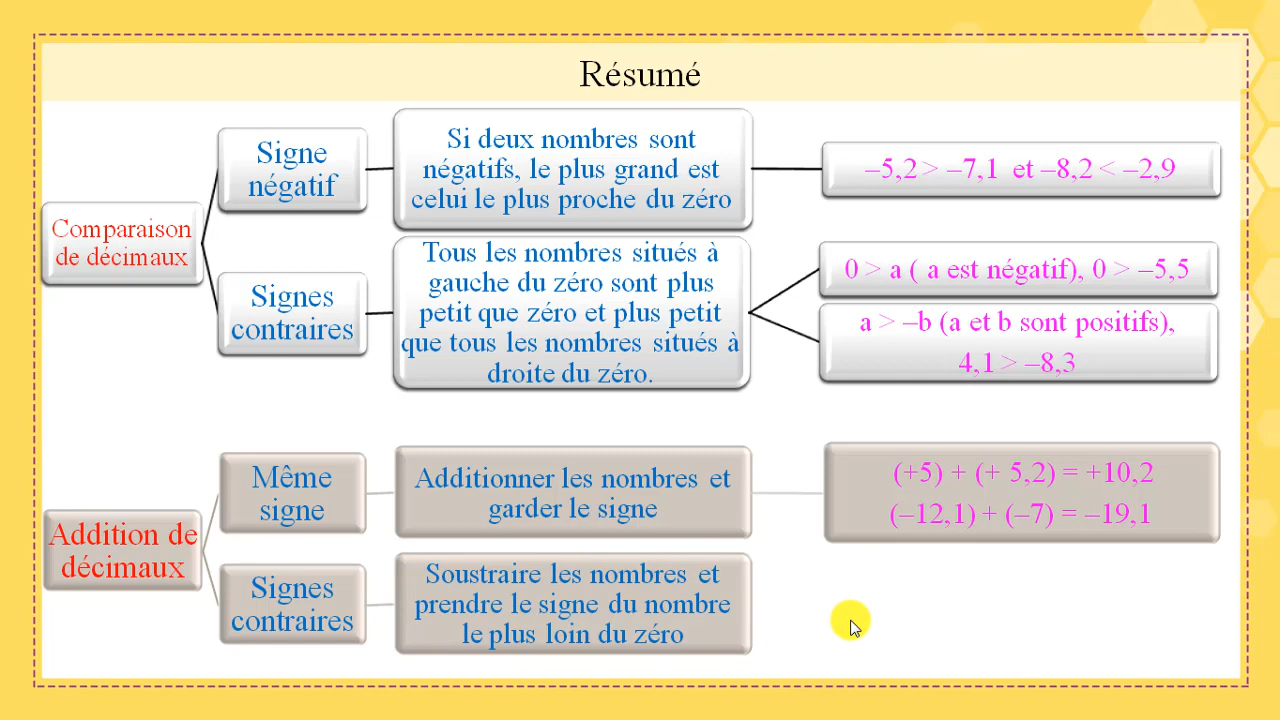 Résumé
Comparaison
de décimaux
Signe
négatif
Si deux nombres sont
négatifs, le plus grand est
celui le plus proche du zéro
–5,2 > –7,1 et –8,2 < –2,9
Signes
contraires
Tous les nombres situés à
gauche du zéro sont plus
petit que zéro et plus petit
que tous les nombres situés à
droite du zéro.
0 > a ( a est négatif), 0 > –5,5
a > –b (a et b sont positifs),
4,1 > –8,3
Addition de
décimaux
Même
signe
Additionner les nombres et
garder le signe
(+5) + (+ 5,2) = +10,2
(–12,1) + (–7) = –19,1
Signes
contraires
Soustraire les nombres et
prendre le signe du nombre
le plus loin du zéro